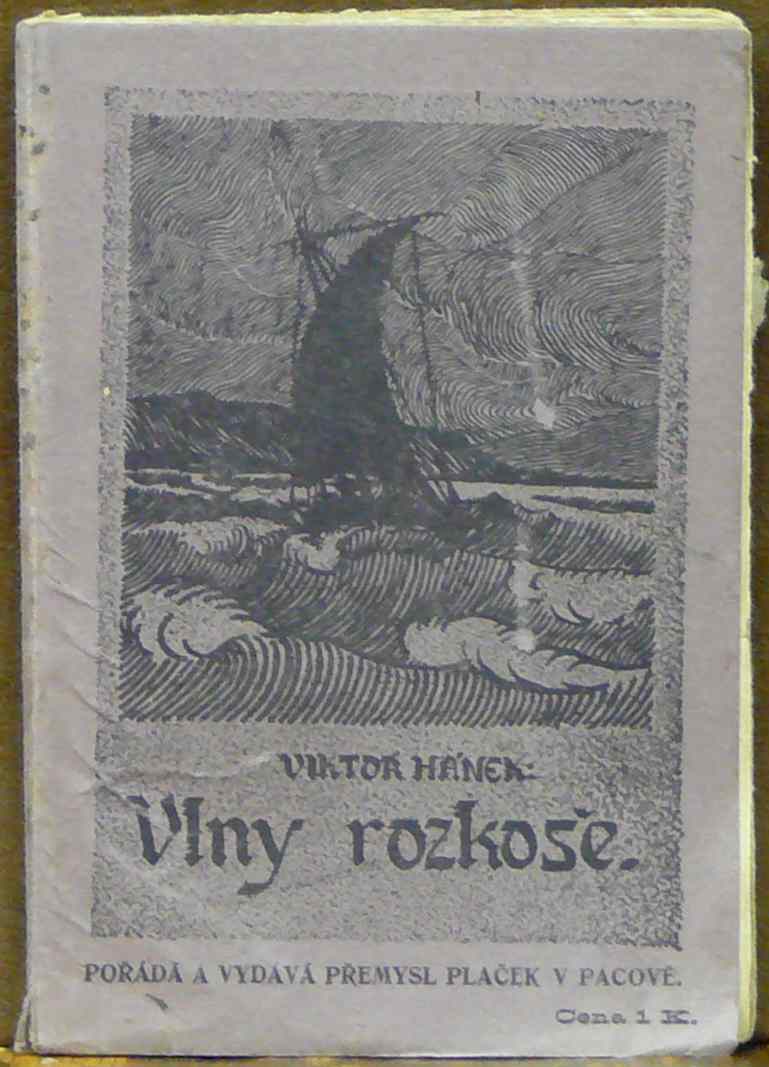 VIKTOR HÁNEK:
Vlny rozkoše.
POŘÁDÁ A VYDÁVÁ PŘEMYSL PLAČEK V PACOVĚ.
Cena 1 K.